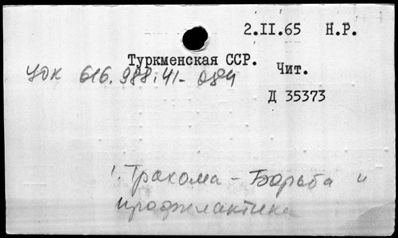 2.II.65 Н.Р.
Туркменская ССР.
УДК 616.988.41-084
Чит.
Д 35373
1. Трахома - Борьба и
профилактика